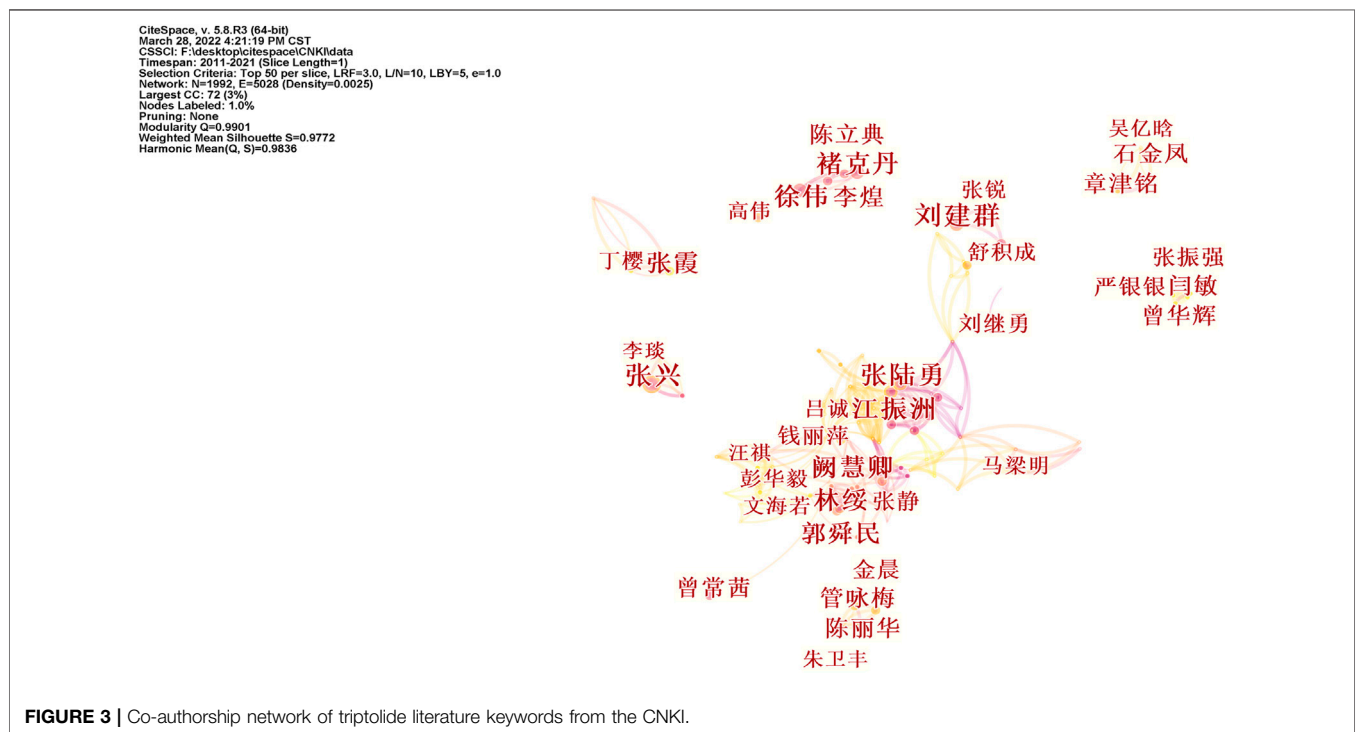 CiteSpace, v. 5.8.R3 (64-bit)
March 28, 2022 4:21:19 PM CST
CSSCI: F:\desktop\citespace\CNKI\data
Timespan: 2011-2021 (Slice Length=1)
Selection Criteria: Top 50 per slice, LRF=3.0, L/N=10, LBY=5, e=1.0
Network: N=1992, E=5028 (Density=0.0025)
Largest CC: 72 (3%)
Nodes Labeled: 1.0%
Pruning: None
Modularity Q=0.9901
Weighted Mean Silhouette S=0.9772
Harmonic Mean(Q, S)=0.9836
陈立典
吴亿晗
褚克丹
石金凤
徐伟 李煌
张锐
章津铭
高伟
刘建群
丁樱 张霞
舒积成
张振强
严银银 闫敏
曾华辉
刘继勇
李琰
张兴
张陆勇
吕诚 江振洲
钱丽萍
汪祺
阙慧卿
马梁明
彭华毅
文海若 林绥 张静
郭舜民
金晨
曾常茜
管咏梅
陈丽华
朱卫丰
FIGURE 3 | Co-authorship network of triptolide literature keywords from the CNKI.